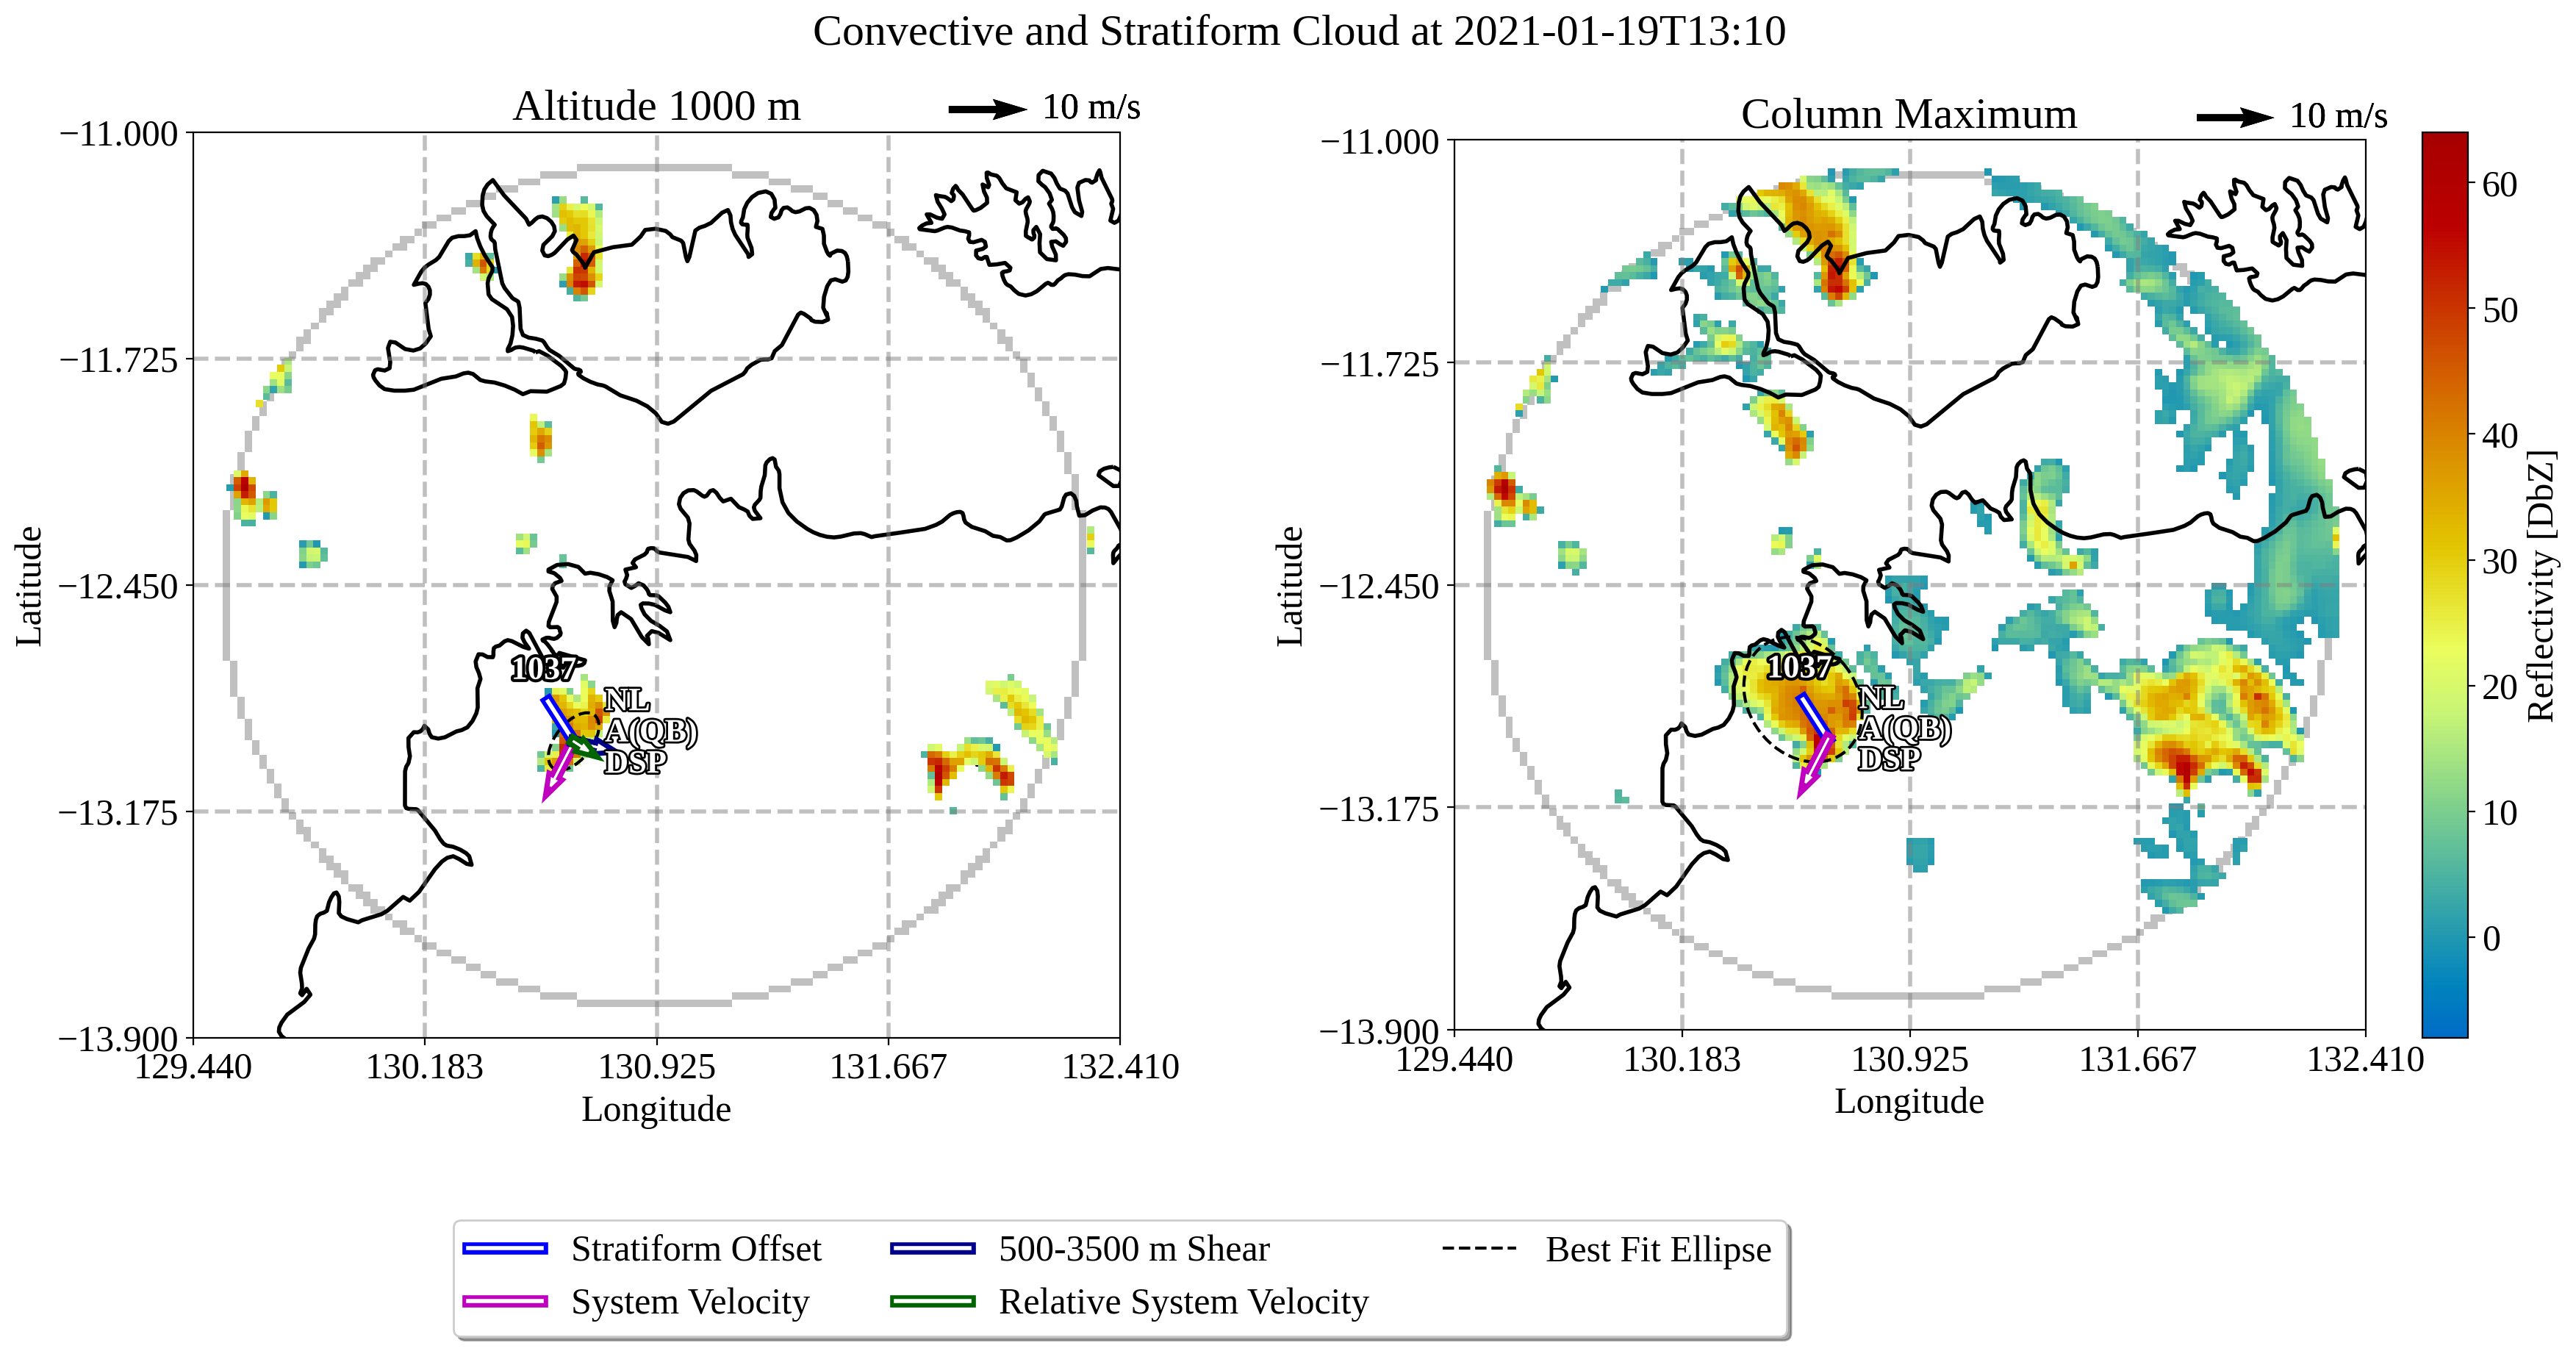 Convective and Stratiform Cloud at 2021-01-19T13:10
Altitude 1000 m
10 m/s
−11.000
−11.725
−12.450
−13.175
−13.900
129.440
130.183
130.925
131.667
132.410
Latitude
Longitude
1037
NL
A(QB)
DSP
Column Maximum
10 m/s
−11.000
−11.725
−12.450
−13.175
−13.900
129.440
130.183
130.925
131.667
132.410
Latitude
Longitude
1037
NL
A(QB)
DSP
60
50
40
30
20
10
0
Reflectivity [DbZ]
Stratiform Offset
500-3500 m Shear
Best Fit Ellipse
System Velocity
Relative System Velocity